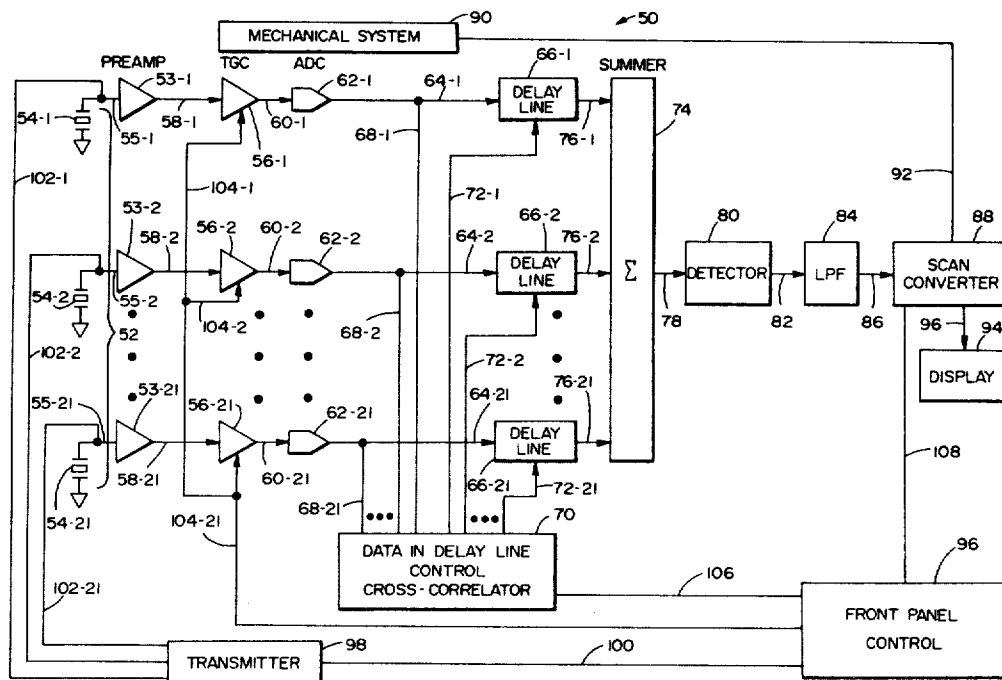 90
50
MECHANICAL SYSTEM
PREAMP
TGC
ADC
SUMMER
53-1
62-1
64-1
66-1
DELAY
LINE
74
54-1
55-1
58-1
60-1
56-1
68-1
76-1
102-1
104-1
72-1
92
53-2
58-2
56-2
60-2
62-2
64-2
66-2
76-2
DELAY
LINE
80
84
88
54-2
55-2
Σ
DETECTOR
LPF
SCAN
CONVERTER
104-2
68-2
78
82
86
52
96
94
102-2
72-2
DISPLAY
53-21
56-21
62-21
64-21
76-21
55-21
DELAY
LINE
108
58-21
60-21
66-21
54-21
68-21
72-21
104-21
70
DATA IN DELAY LINE
CONTROL
CROSS-CORRELATOR
96
106
102-21
FRONT PANEL
CONTROL
98
100
TRANSMITTER